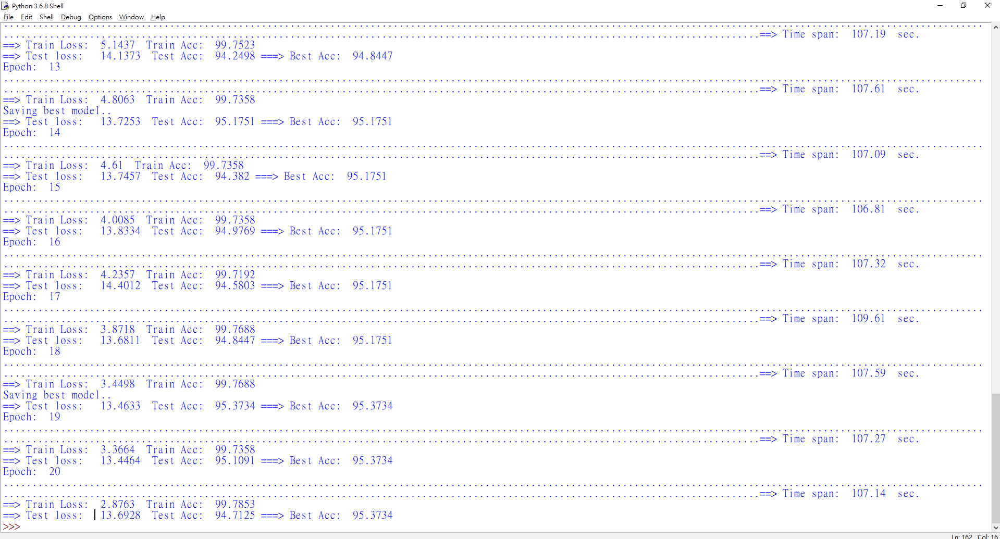 Python 3.6.8 Shell
File Edit Shell Debug Options Window Help
==> Time span: 107.19 sec.
==> Train Loss: 5.1437 Train Acc: 99.7523
==> Test loss: 14.1373 Test Acc: 94.2498 ===> Best Acc: 94.8447
Epoch: 13
==> Time span: 107.61 sec.
==> Train Loss: 4.8063 Train Acc: 99.7358
Saving best model..
==> Test loss: 13.7253 Test Acc: 95.1751 ===> Best Acc: 95.1751
Epoch: 14
==> Time span: 107.09 sec.
==> Train Loss: 4.61 Train Acc: 99.7358
==> Test loss: 13.7457 Test Acc: 94.382 ===> Best Acc: 95.1751
Epoch: 15
==> Time span: 106.81 sec.
==> Train Loss: 4.0085 Train Acc: 99.7358
==> Test loss: 13.8334 Test Acc: 94.9769 ===> Best Acc: 95.1751
Epoch: 16
==> Time span: 107.32 sec.
==> Train Loss: 4.2357 Train Acc: 99.7192
==> Test loss: 14.4012 Test Acc: 94.5803 ===> Best Acc: 95.1751
Epoch: 17
==> Time span: 109.61 sec.
==> Train Loss: 3.8718 Train Acc: 99.7688
==> Test loss: 13.6811 Test Acc: 94.8447 ===> Best Acc: 95.1751
Epoch: 18
==> Time span: 107.59 sec.
==> Train Loss: 3.4498 Train Acc: 99.7688
Saving best model..
==> Test loss: 13.4633 Test Acc: 95.3734 ===> Best Acc: 95.3734
Epoch: 19
==> Time span: 107.27 sec.
==> Train Loss: 3.3664 Train Acc: 99.7358
==> Test loss: 13.4464 Test Acc: 95.1091 ===> Best Acc: 95.3734
Epoch: 20
==> Time span: 107.14 sec.
==> Train Loss: 2.8763 Train Acc: 99.7853
==> Test loss: 13.6928 Test Acc: 94.7125 ===> Best Acc: 95.3734
>>>
Ln: 162 Col: 16